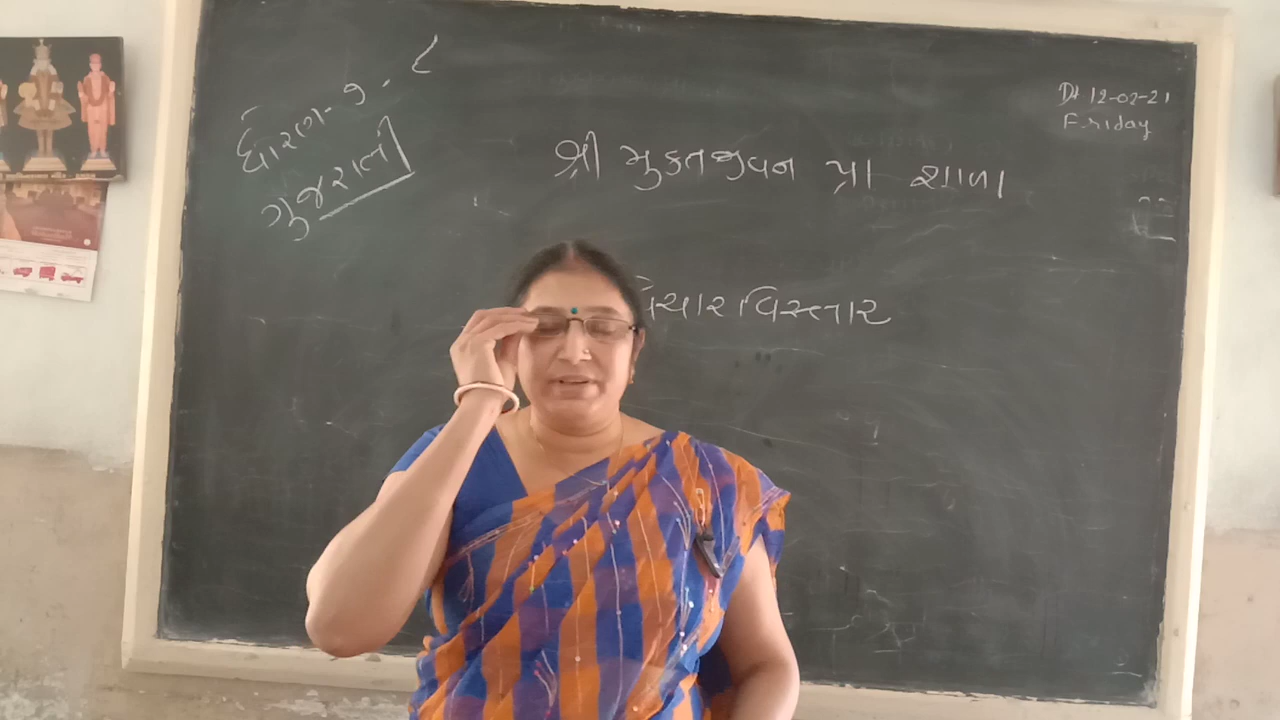 ધોરણ-૭-૮
ગુજરાતી
Dt 12-02-21
Friday
શ્રી મુક્તજીવન પ્રા શાળા
વિચારવિસ્તાર